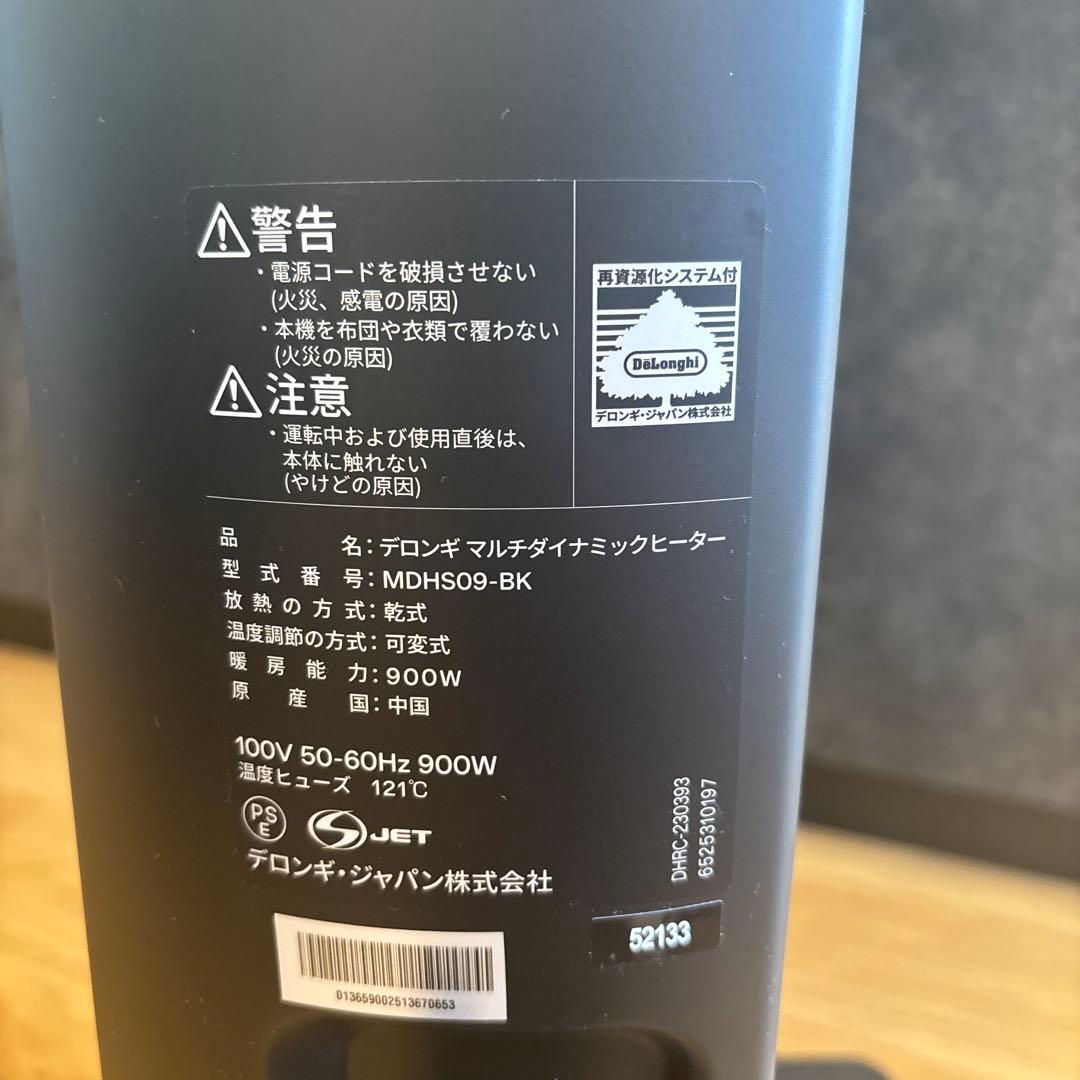 警告
・電源コードを破損させない
(火災、感電の原因)
・本機を布団や衣類で覆わない
(火災の原因)
注意
・運転中および使用直後は、
本体に触れない
(やけどの原因)
再資源化システム付
DeLonghi
デロンギ・ジャパン株式会社
品名：デロンギ マルチダイナミックヒーター
型式番号：MDHS09-BK
放熱の方式：乾式
温度調節の方式：可変式
暖房能力：900W
原産国：中国
100V 50-60Hz 900W
温度ヒューズ 121℃
PSE
JET
デロンギ・ジャパン株式会社
DHRC-230393
6525310197
52133
013659002513670653